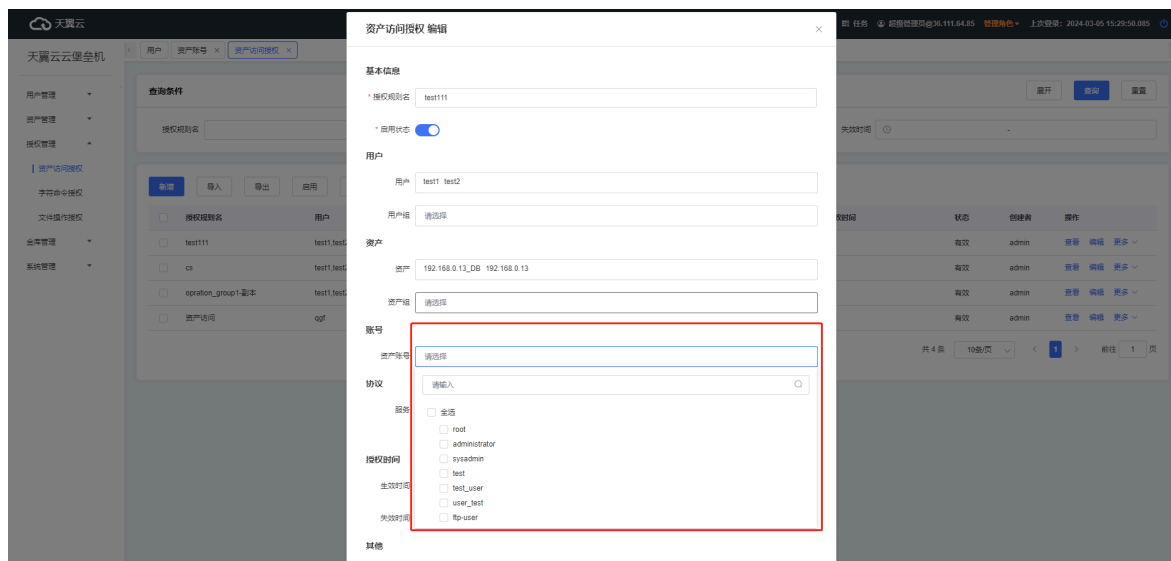 天翼云
任务 超级管理员@36.111.64.85 管理角色 上次登录: 2024-03-05 15:29:50.085
天翼云云堡垒机
用户 资产账号 × 资产访问授权 ×
用户管理
资产管理
授权管理
资产访问授权
字符命令授权
文件操作授权
金库管理
系统管理
查询条件
展开 查询 重置
授权规则名
失效时间 -
新增 导入 导出 启用
授权规则名 用户 状态 创建者 操作
test111 test1,test2 有效 admin 查看 编辑 更多
cs test1,test2 有效 admin 查看 编辑 更多
opration_group1-副本 test1,test2 有效 admin 查看 编辑 更多
资产访问 qgf 有效 admin 查看 编辑 更多
共 4 条 10条/页 < 1 > 前往 1 页
资产访问授权 编辑 ×
基本信息
* 授权规则名 test111
* 启用状态
用户
用户 test1 test2
用户组 请选择
资产
资产 192.168.0.13_DB 192.168.0.13
资产组 请选择
账号
资产账号 请选择
请输入
全选
root
administrator
sysadmin
test
test_user
user_test
ftp-user
协议
服务
授权时间
生效时间
失效时间
其他